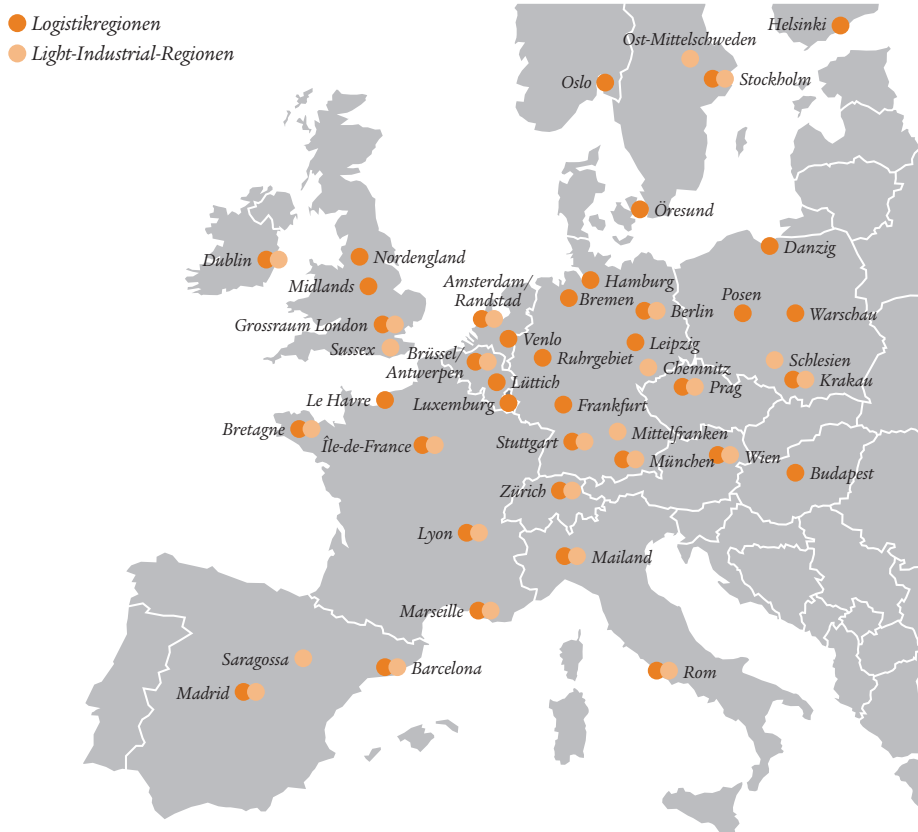 Logistikregionen
Light-Industrial-Regionen
Helsinki
Ost-Mittelschweden
Stockholm
Oslo
Öresund
Danzig
Dublin
Nordengland
Midlands
Grossraum London
Sussex
Amsterdam/
Randstad
Hamburg
Bremen
Berlin
Posen
Warschau
Venlo
Leipzig
Brüssel/
Antwerpen
Ruhrgebiet
Chemnitz
Schlesien
Krakau
Lüttich
Prag
Le Havre
Luxemburg
Frankfurt
Bretagne
Île-de-France
Stuttgart
Mittelfranken
München
Wien
Budapest
Zürich
Lyon
Mailand
Marseille
Saragossa
Barcelona
Madrid
Rom